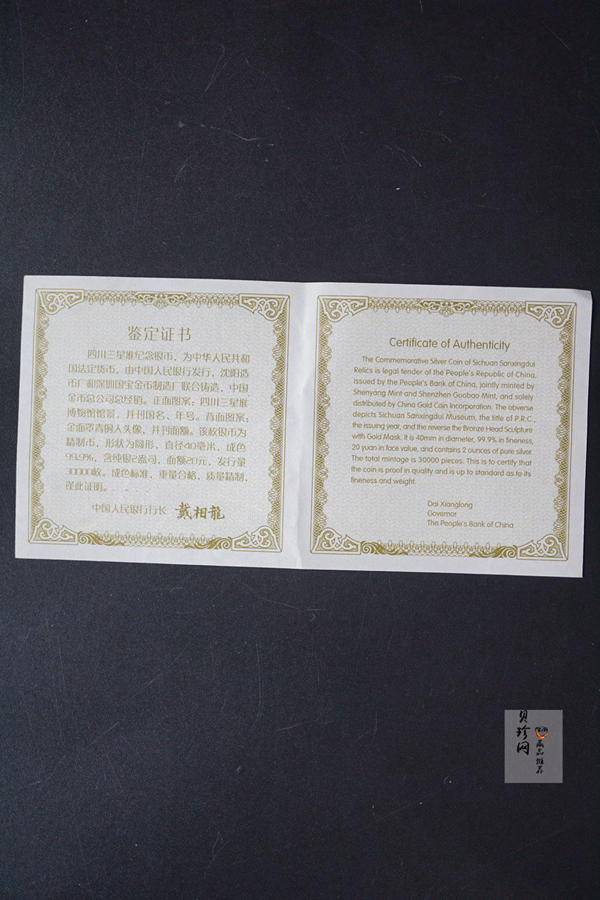 鉴定证书
四川三星堆纪念银币，为中华人民共和
国法定货币，由中国人民银行发行，沈阳造
币厂和深圳国宝金币制造厂联合铸造，中国
金币总公司总经销。正面图案：四川三星堆
博物馆馆景，并刊国名、年号。背面图案：
金面罩青铜人头像，并刊面额。该枚银币为
精制币，形状为圆形，直径40毫米，成色
99.9%，含纯银2盎司，面额20元，发行量
30000枚。成色标准，重量合格，质量精制，
谨此证明。
中国人民银行行长 戴相龍
Certificate of Authenticity
The Commemorative Silver Coin of Sichuan Sanxingdui
Relics is legal tender of the People's Republic of China,
issued by the People's Bank of China, jointly minted by
Shenyang Mint and Shenzhen Guobao Mint, and solely
distributed by China Gold Coin Incorporation. The obverse
depicts Sichuan Sanxingdui Museum, the title of P.R.C.,
the issuing year, and the reverse the Bronze Head Sculpture
with Gold Mask. It is 40mm in diameter, 99.9% in fineness,
20 yuan in face value, and contains 2 ounces of pure silver.
The total mintage is 30000 pieces. This is to certify that
the coin is proof in quality and is up to standard as to its
fineness and weight.
Dai Xianglong
Governor
The People's Bank of China
贝珍网
藏品推荐